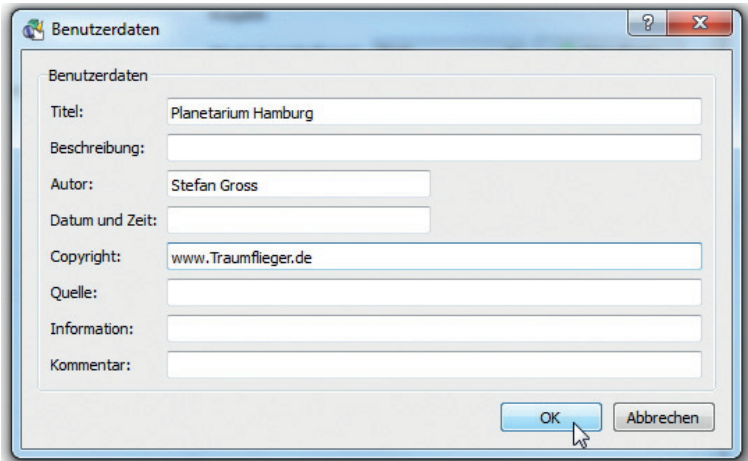 Benutzerdaten
Benutzerdaten
Titel: Planetarium Hamburg
Beschreibung:
Autor: Stefan Gross
Datum und Zeit:
Copyright: www.Traumflieger.de
Quelle:
Information:
Kommentar:
OK Abbrechen